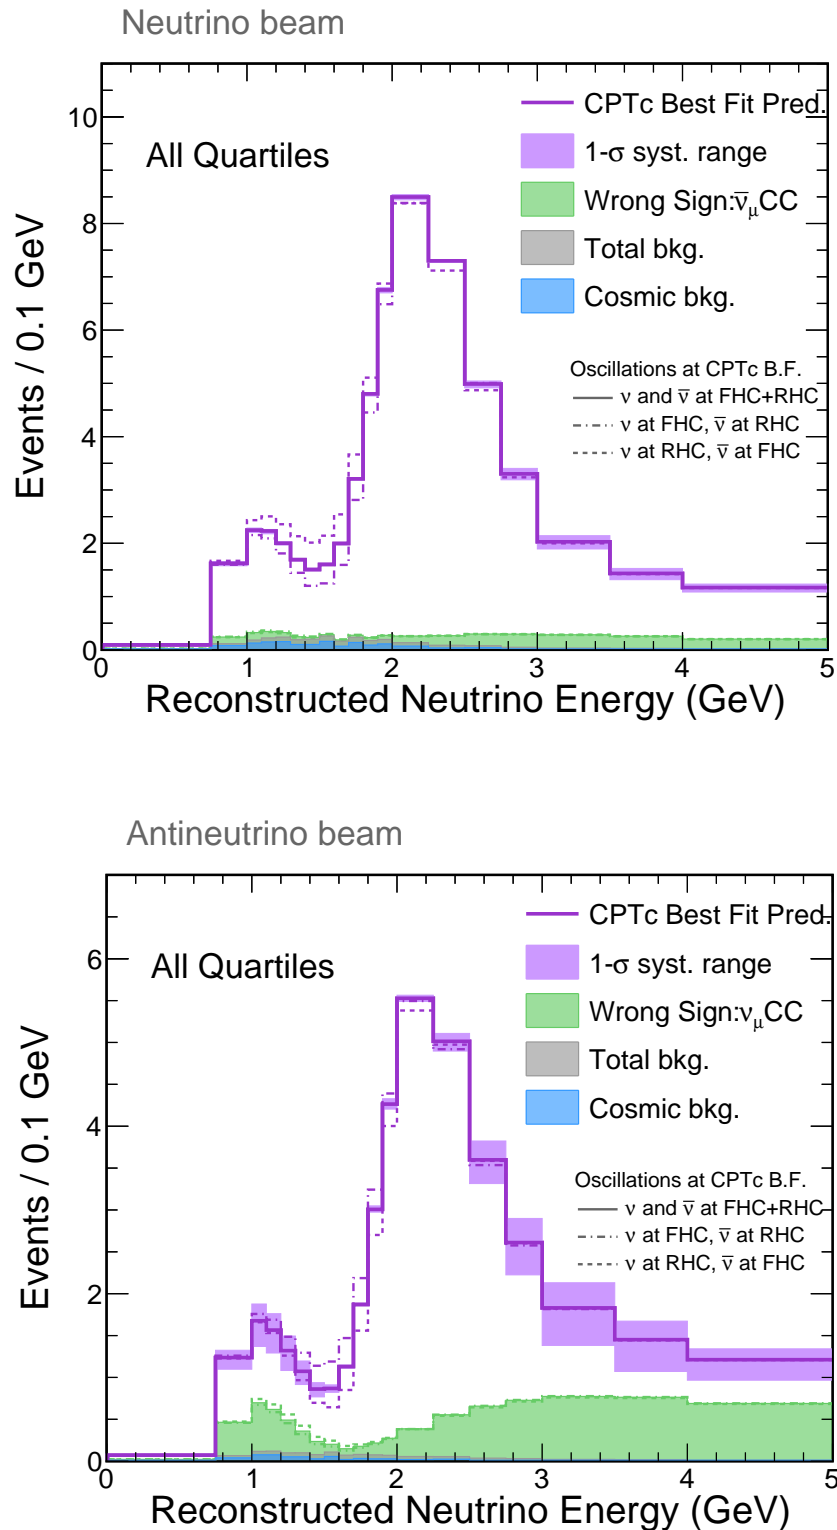 Neutrino beam
10
8
6
4
2
0
Events / 0.1 GeV
All Quartiles
CPTc Best Fit Pred.
1-σ syst. range
Wrong Sign:ν̅μCC
Total bkg.
Cosmic bkg.
Oscillations at CPTc B.F.
ν and ν̅ at FHC+RHC
ν at FHC, ν̅ at RHC
ν at RHC, ν̅ at FHC
0 1 2 3 4 5
Reconstructed Neutrino Energy (GeV)
Antineutrino beam
6
4
2
0
Events / 0.1 GeV
All Quartiles
CPTc Best Fit Pred.
1-σ syst. range
Wrong Sign:νμCC
Total bkg.
Cosmic bkg.
Oscillations at CPTc B.F.
ν and ν̅ at FHC+RHC
ν at FHC, ν̅ at RHC
ν at RHC, ν̅ at FHC
0 1 2 3 4 5
Reconstructed Neutrino Energy (GeV)